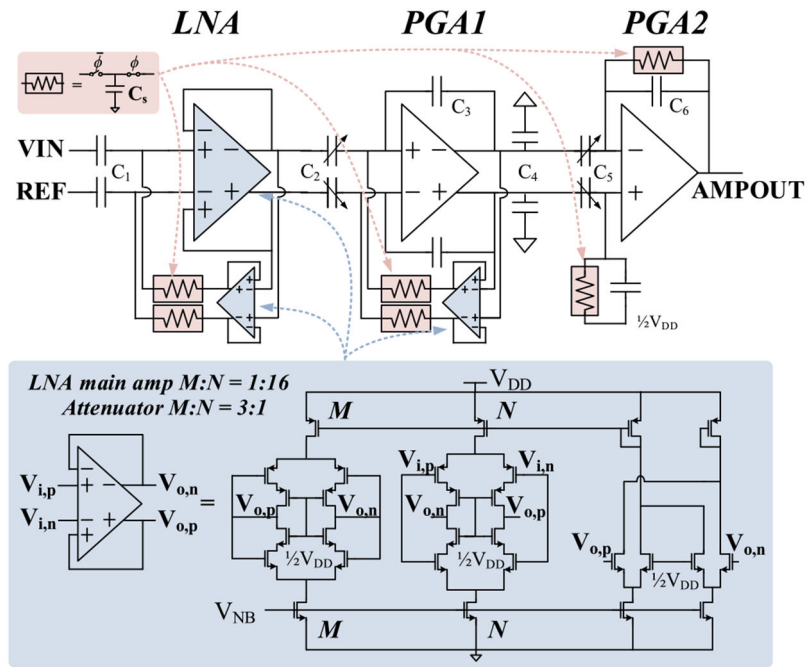 LNA
PGA1
PGA2
ϕ̄ ϕ
= Cs
C3
C6
VIN
C1
C2
C4
C5
REF
AMPOUT
½VDD
LNA main amp M:N = 1:16
Attenuator M:N = 3:1
VDD
M
N
Vi,p
Vi,n
Vo,n
Vo,p
=
Vo,p
Vo,n
½VDD
Vi,p
Vi,n
Vo,n
Vo,p
½VDD
Vo,p
Vo,n
½VDD
VNB
M
N